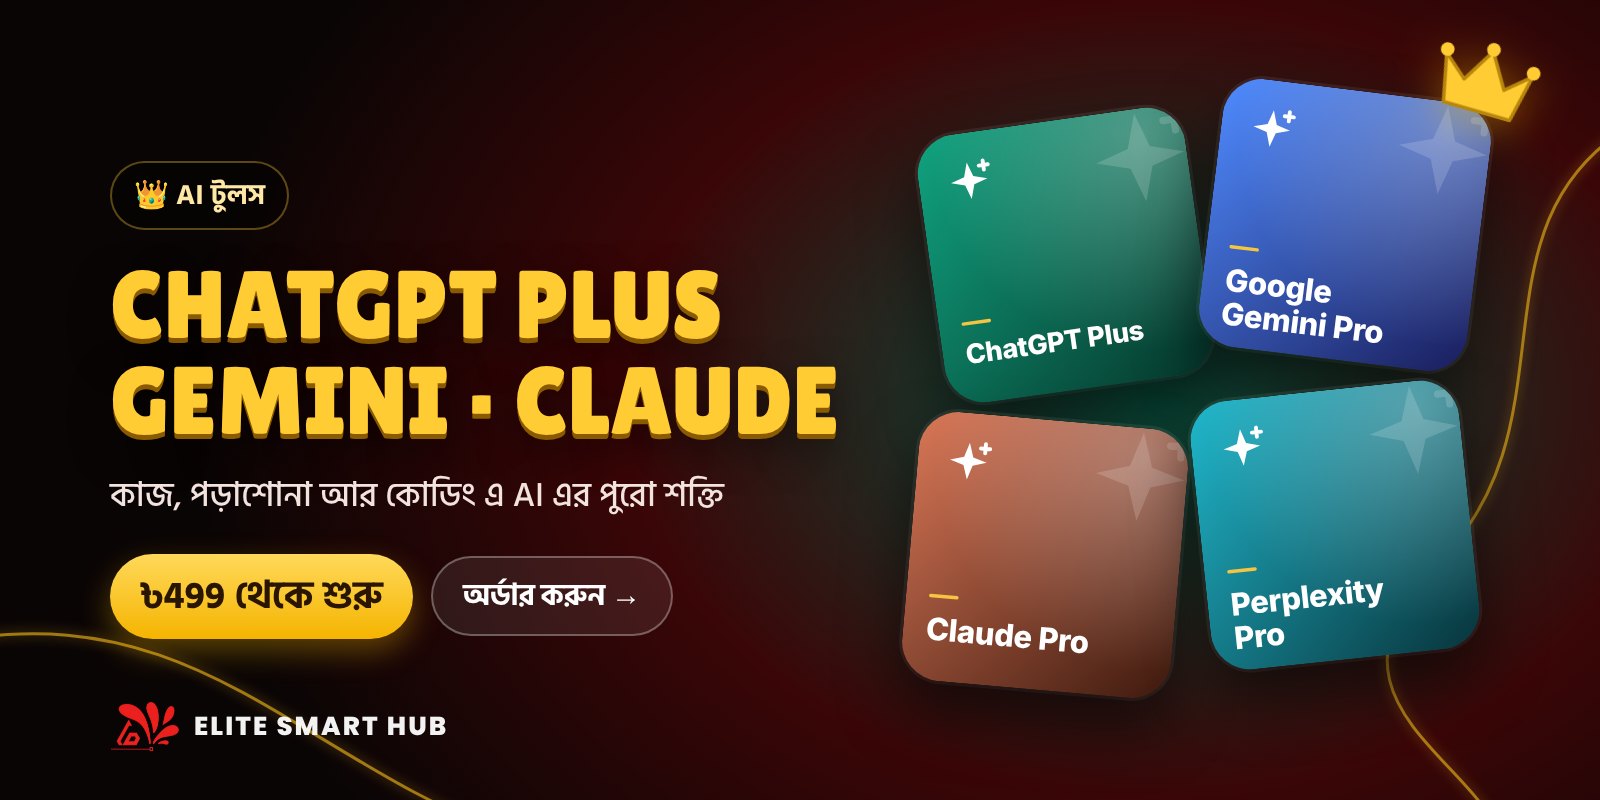 👑 AI টুলস
CHATGPT PLUS
GEMINI · CLAUDE
কাজ, পড়াশোনা আর কোডিং এ AI এর পুরো শক্তি
৳499 থেকে শুরু
অর্ডার করুন →
ELITE SMART HUB
ChatGPT Plus
Google
Gemini Pro
Claude Pro
Perplexity
Pro